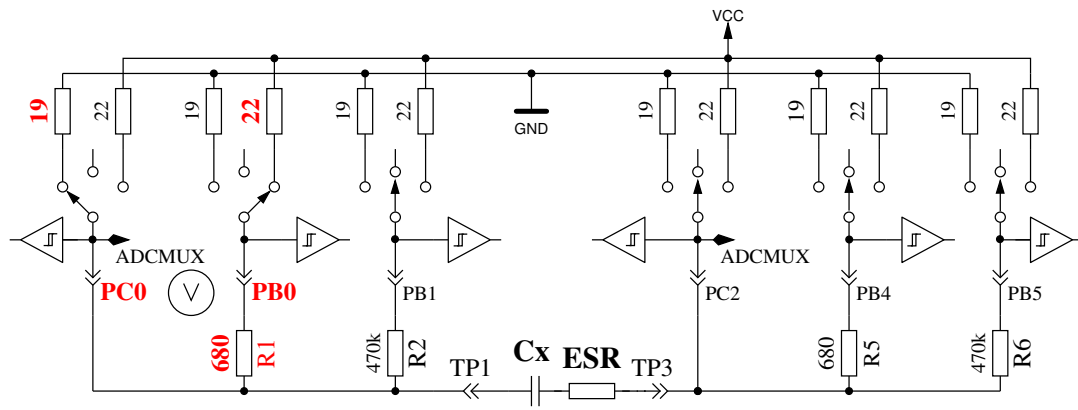 VCC
19
22
19
22
19
22
GND
19
22
19
22
19
22
ADCMUX
ADCMUX
PC0
V
PB0
PB1
PC2
PB4
PB5
680
R1
470k
R2
680
R5
470k
R6
TP1
Cx
ESR
TP3